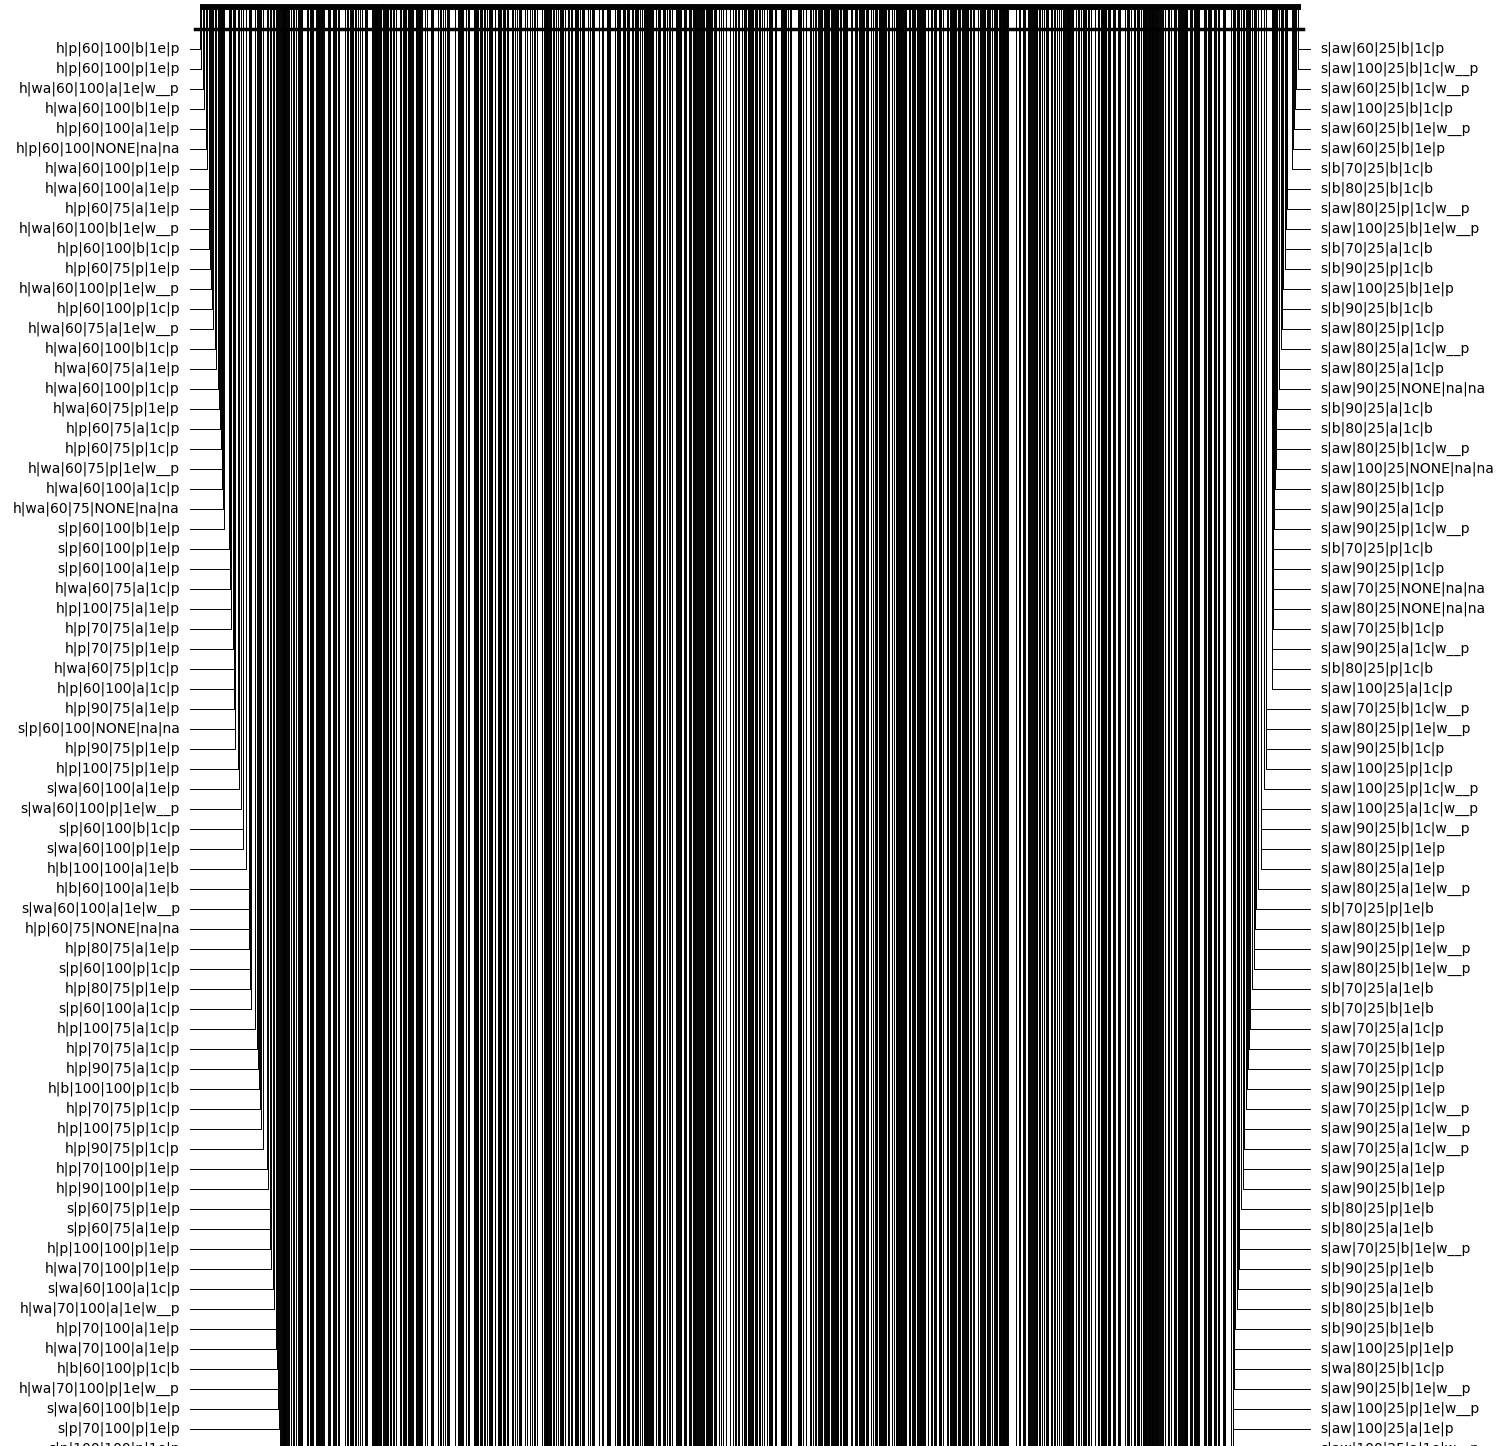 h|p|60|100|b|1e|p
h|p|60|100|p|1e|p
h|wa|60|100|a|1e|w__p
h|wa|60|100|b|1e|p
h|p|60|100|a|1e|p
h|p|60|100|NONE|na|na
h|wa|60|100|p|1e|p
h|wa|60|100|a|1e|p
h|p|60|75|a|1e|p
h|wa|60|100|b|1e|w__p
h|p|60|100|b|1c|p
h|p|60|75|p|1e|p
h|wa|60|100|p|1e|w__p
h|p|60|100|p|1c|p
h|wa|60|75|a|1e|w__p
h|wa|60|100|b|1c|p
h|wa|60|75|a|1e|p
h|wa|60|100|p|1c|p
h|wa|60|75|p|1e|p
h|p|60|75|a|1c|p
h|p|60|75|p|1c|p
h|wa|60|75|p|1e|w__p
h|wa|60|100|a|1c|p
h|wa|60|75|NONE|na|na
s|p|60|100|b|1e|p
s|p|60|100|p|1e|p
s|p|60|100|a|1e|p
h|wa|60|75|a|1c|p
h|p|100|75|a|1e|p
h|p|70|75|a|1e|p
h|p|70|75|p|1e|p
h|wa|60|75|p|1c|p
h|p|60|100|a|1c|p
h|p|90|75|a|1e|p
s|p|60|100|NONE|na|na
h|p|90|75|p|1e|p
h|p|100|75|p|1e|p
s|wa|60|100|a|1e|p
s|wa|60|100|p|1e|w__p
s|p|60|100|b|1c|p
s|wa|60|100|p|1e|p
h|b|100|100|a|1e|b
h|b|60|100|a|1e|b
s|wa|60|100|a|1e|w__p
h|p|60|75|NONE|na|na
h|p|80|75|a|1e|p
s|p|60|100|p|1c|p
h|p|80|75|p|1e|p
s|p|60|100|a|1c|p
h|p|100|75|a|1c|p
h|p|70|75|a|1c|p
h|p|90|75|a|1c|p
h|b|100|100|p|1c|b
h|p|70|75|p|1c|p
h|p|100|75|p|1c|p
h|p|90|75|p|1c|p
h|p|70|100|p|1e|p
h|p|90|100|p|1e|p
s|p|60|75|p|1e|p
s|p|60|75|a|1e|p
h|p|100|100|p|1e|p
h|wa|70|100|p|1e|p
s|wa|60|100|a|1c|p
h|wa|70|100|a|1e|w__p
h|p|70|100|a|1e|p
h|wa|70|100|a|1e|p
h|b|60|100|p|1c|b
h|wa|70|100|p|1e|w__p
s|wa|60|100|b|1e|p
s|p|70|100|p|1e|p
s|aw|60|25|b|1c|p
s|aw|100|25|b|1c|w__p
s|aw|60|25|b|1c|w__p
s|aw|100|25|b|1c|p
s|aw|60|25|b|1e|w__p
s|aw|60|25|b|1e|p
s|b|70|25|b|1c|b
s|b|80|25|b|1c|b
s|aw|80|25|p|1c|w__p
s|aw|100|25|b|1e|w__p
s|b|70|25|a|1c|b
s|b|90|25|p|1c|b
s|aw|100|25|b|1e|p
s|b|90|25|b|1c|b
s|aw|80|25|p|1c|p
s|aw|80|25|a|1c|w__p
s|aw|80|25|a|1c|p
s|aw|90|25|NONE|na|na
s|b|90|25|a|1c|b
s|b|80|25|a|1c|b
s|aw|80|25|b|1c|w__p
s|aw|100|25|NONE|na|na
s|aw|80|25|b|1c|p
s|aw|90|25|a|1c|p
s|aw|90|25|p|1c|w__p
s|b|70|25|p|1c|b
s|aw|90|25|p|1c|p
s|aw|70|25|NONE|na|na
s|aw|80|25|NONE|na|na
s|aw|70|25|b|1c|p
s|aw|90|25|a|1c|w__p
s|b|80|25|p|1c|b
s|aw|100|25|a|1c|p
s|aw|70|25|b|1c|w__p
s|aw|80|25|p|1e|w__p
s|aw|90|25|b|1c|p
s|aw|100|25|p|1c|p
s|aw|100|25|p|1c|w__p
s|aw|100|25|a|1c|w__p
s|aw|90|25|b|1c|w__p
s|aw|80|25|p|1e|p
s|aw|80|25|a|1e|p
s|aw|80|25|a|1e|w__p
s|b|70|25|p|1e|b
s|aw|80|25|b|1e|p
s|aw|90|25|p|1e|w__p
s|aw|80|25|b|1e|w__p
s|b|70|25|a|1e|b
s|b|70|25|b|1e|b
s|aw|70|25|a|1c|p
s|aw|70|25|b|1e|p
s|aw|70|25|p|1c|p
s|aw|90|25|p|1e|p
s|aw|70|25|p|1c|w__p
s|aw|90|25|a|1e|w__p
s|aw|70|25|a|1c|w__p
s|aw|90|25|a|1e|p
s|aw|90|25|b|1e|p
s|b|80|25|p|1e|b
s|b|80|25|a|1e|b
s|aw|70|25|b|1e|w__p
s|b|90|25|p|1e|b
s|b|90|25|a|1e|b
s|b|80|25|b|1e|b
s|b|90|25|b|1e|b
s|aw|100|25|p|1e|p
s|wa|80|25|b|1c|p
s|aw|90|25|b|1e|w__p
s|aw|100|25|p|1e|w__p
s|aw|100|25|a|1e|p